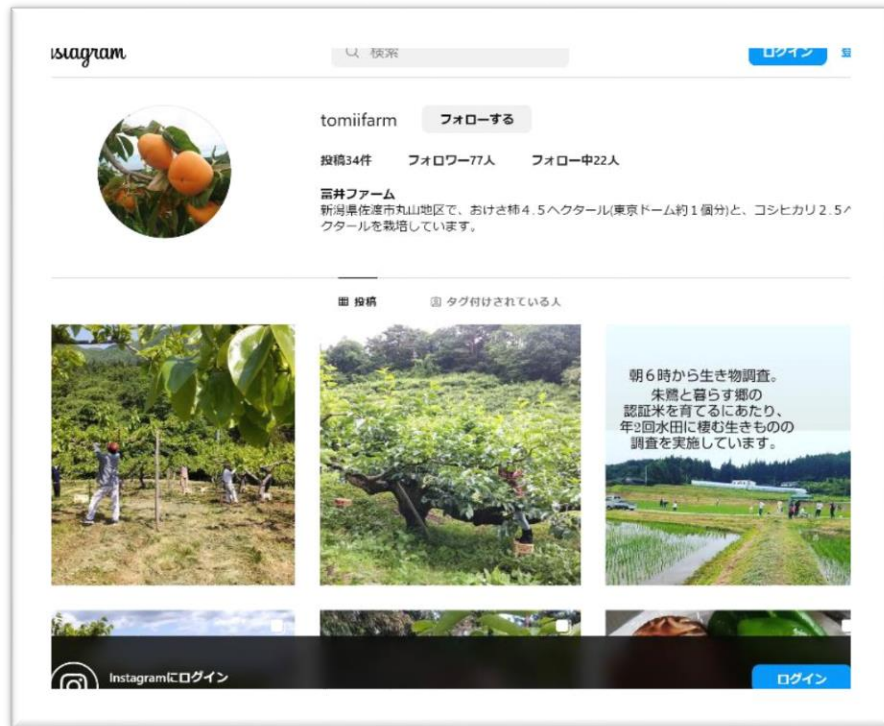 検索
ログイン
tomiifarm
フォローする
投稿34件 フォロワー77人 フォロー中22人
富井ファーム
新潟県佐渡市丸山地区で、おけさ柿4.5ヘクタール(東京ドーム約1個分)と、コシヒカリ2.5ヘ
クタールを栽培しています。
投稿 タグ付けされている人
朝6時から生き物調査。
朱鷺と暮らす郷の
認証米を育てるにあたり、
年2回水田に棲む生きものの
調査を実施しています。
Instagramにログイン
ログイン